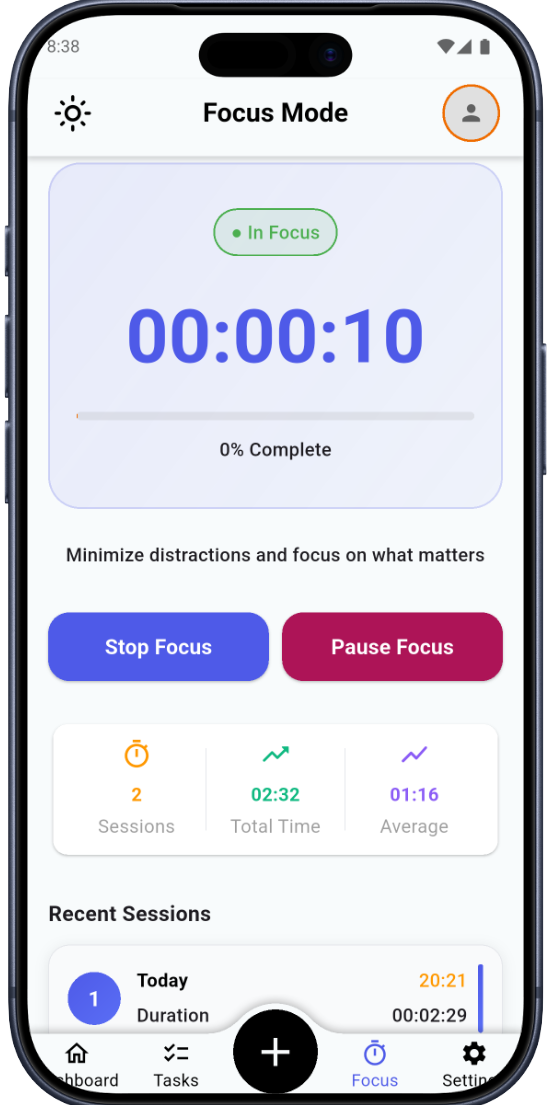 8:38
Focus Mode
• In Focus
00:00:10
0% Complete
Minimize distractions and focus on what matters
Stop Focus
Pause Focus
2
02:32
01:16
Sessions
Total Time
Average
Recent Sessions
1
Today
20:21
Duration
00:02:29
hboard
Tasks
Focus
Settin